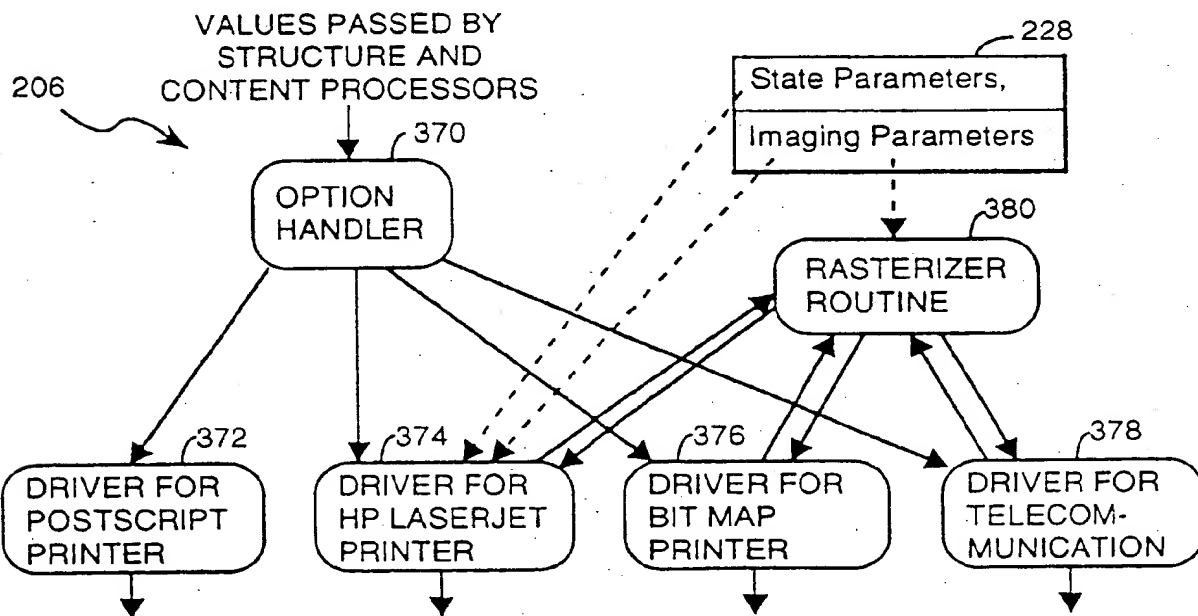 VALUES PASSED BY
STRUCTURE AND
CONTENT PROCESSORS
206
228
State Parameters,
Imaging Parameters
370
OPTION
HANDLER
380
RASTERIZER
ROUTINE
372
DRIVER FOR
POSTSCRIPT
PRINTER
374
DRIVER FOR
HP LASERJET
PRINTER
376
DRIVER FOR
BIT MAP
PRINTER
378
DRIVER FOR
TELECOM-
MUNICATION